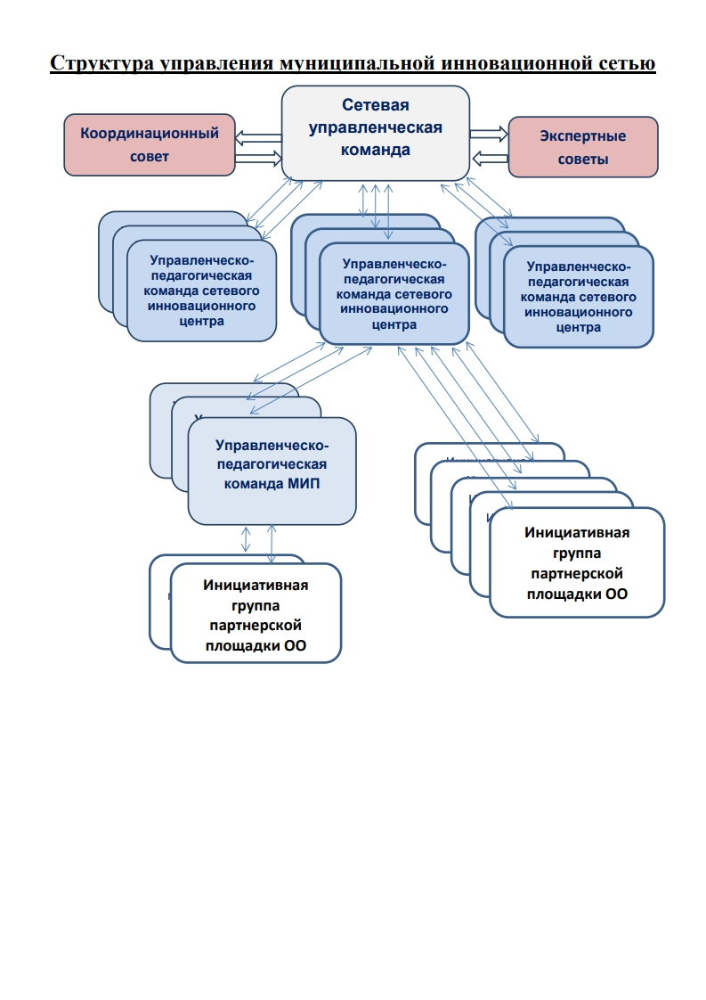 Структура управления муниципальной инновационной сетью
Сетевая
управленческая
команда
Координационный
совет
Экспертные
советы
Управленческо-
педагогическая
команда сетевого
инновационного
центра
Управленческо-
педагогическая
команда сетевого
инновационного
центра
Управленческо-
педагогическая
команда сетевого
инновационного
центра
Управленческо-
педагогическая
команда МИП
Инициативная
группа
партнерской
площадки ОО
Инициативная
группа
партнерской
площадки ОО